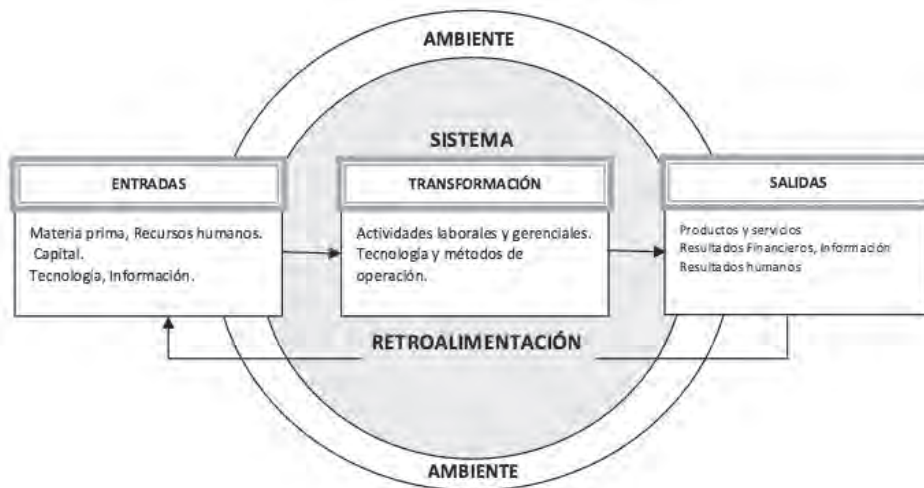 AMBIENTE
SISTEMA
ENTRADAS
Materia prima, Recursos humanos.
Capital.
Tecnología, Información.
TRANSFORMACIÓN
Actividades laborales y gerenciales.
Tecnología y métodos de
operación.
SALIDAS
Productos y servicios
Resultados Financieros, Información
Resultados humanos
RETROALIMENTACIÓN
AMBIENTE